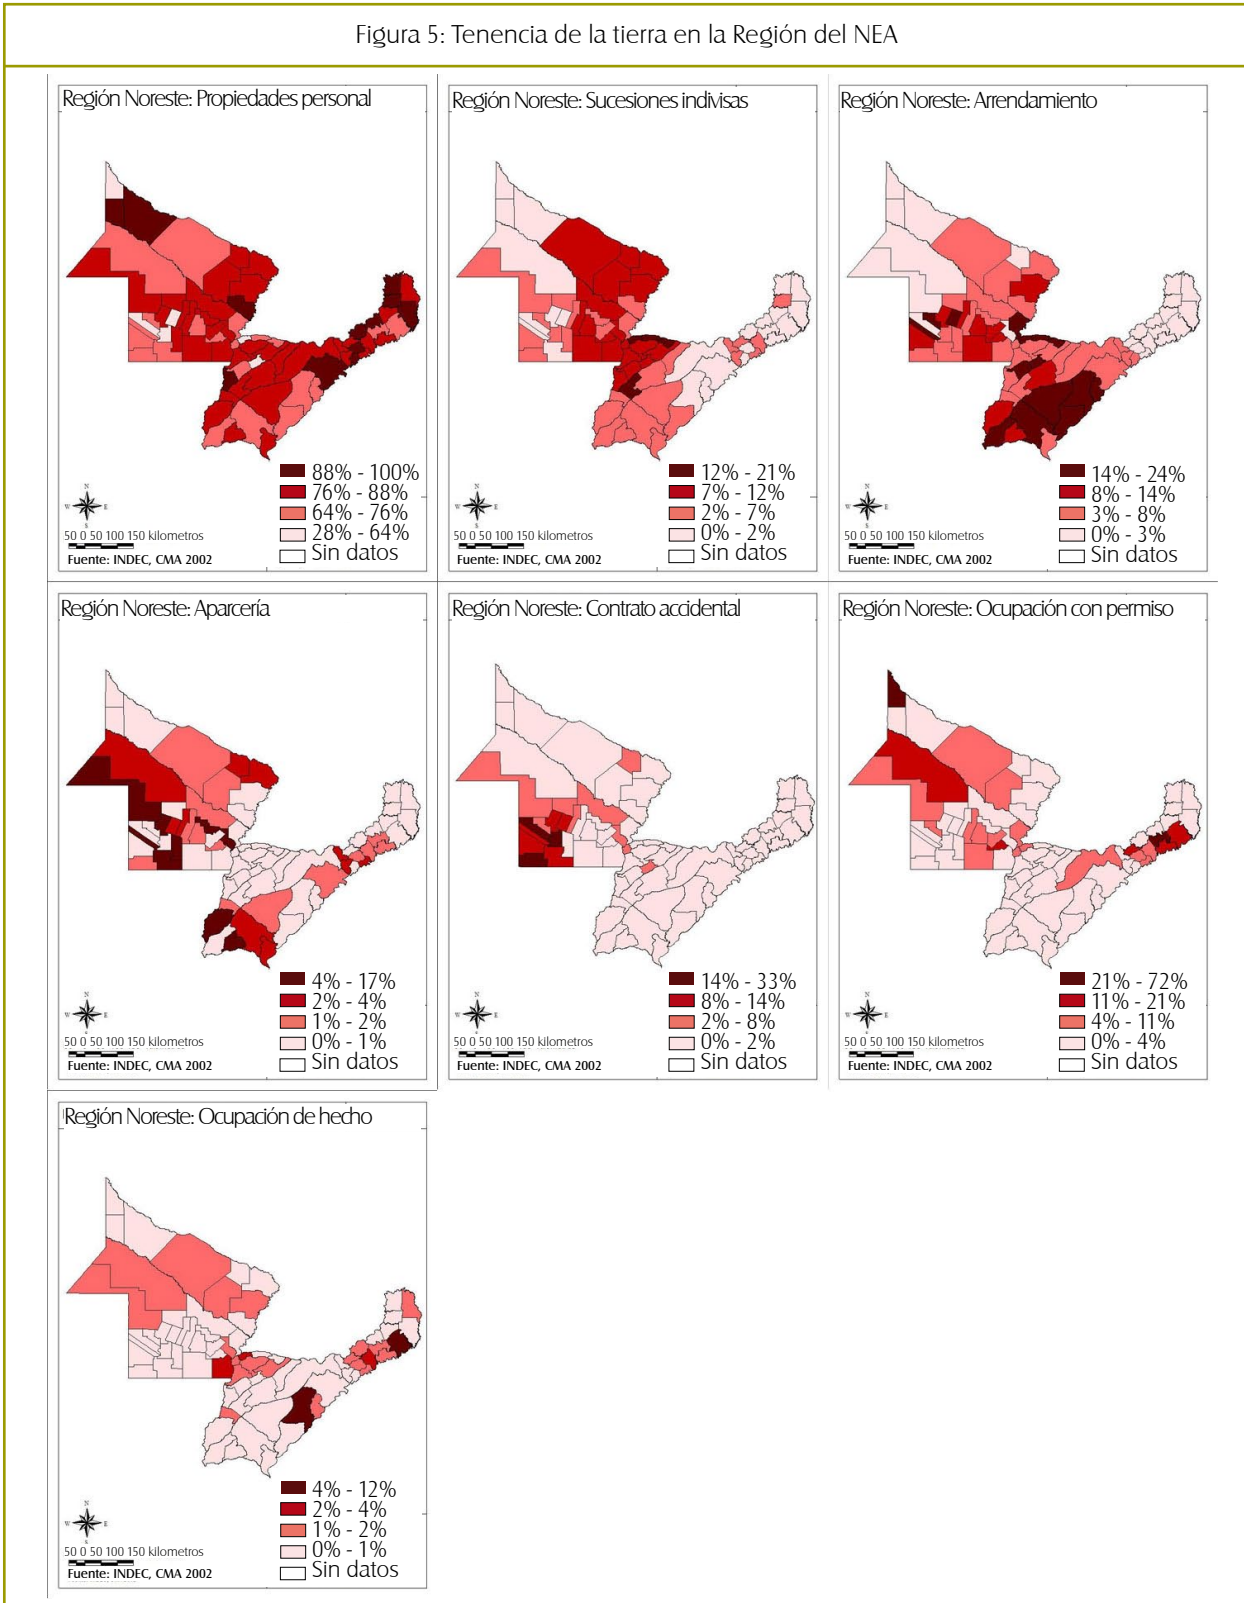 Figura 5: Tenencia de la tierra en la Región del NEA
Región Noreste: Propiedades personal
88% - 100%
76% - 88%
64% - 76%
28% - 64%
Sin datos
N
W E
S
50 0 50 100 150 kilometros
Fuente: INDEC, CMA 2002
Región Noreste: Sucesiones indivisas
12% - 21%
7% - 12%
2% - 7%
0% - 2%
Sin datos
N
W E
S
50 0 50 100 150 kilometros
Fuente: INDEC, CMA 2002
Región Noreste: Arrendamiento
14% - 24%
8% - 14%
3% - 8%
0% - 3%
Sin datos
N
W E
S
50 0 50 100 150 kilometros
Fuente: INDEC, CMA 2002
Región Noreste: Aparcería
4% - 17%
2% - 4%
1% - 2%
0% - 1%
Sin datos
N
W E
S
50 0 50 100 150 kilometros
Fuente: INDEC, CMA 2002
Región Noreste: Contrato accidental
14% - 33%
8% - 14%
2% - 8%
0% - 2%
Sin datos
N
W E
S
50 0 50 100 150 kilometros
Fuente: INDEC, CMA 2002
Región Noreste: Ocupación con permiso
21% - 72%
11% - 21%
4% - 11%
0% - 4%
Sin datos
N
W E
S
50 0 50 100 150 kilometros
Fuente: INDEC, CMA 2002
Región Noreste: Ocupación de hecho
4% - 12%
2% - 4%
1% - 2%
0% - 1%
Sin datos
N
W E
S
50 0 50 100 150 kilometros
Fuente: INDEC, CMA 2002